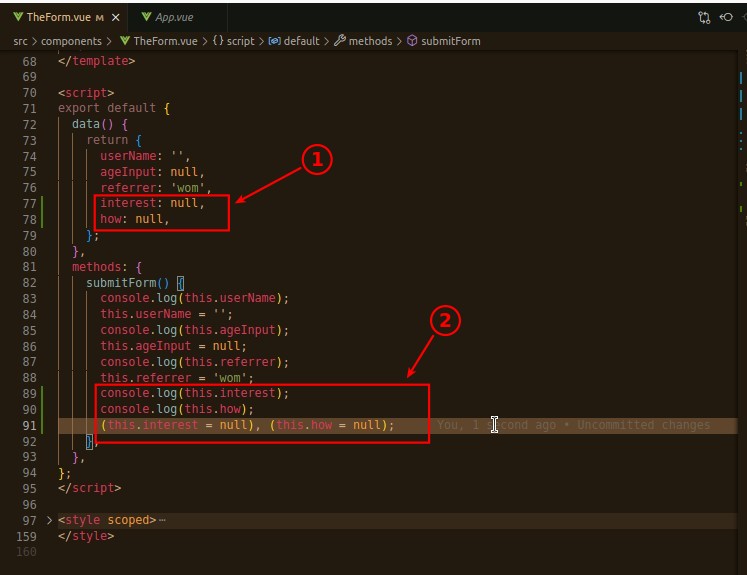 TheForm.vue M ×
App.vue
src > components > TheForm.vue > {} script > default > methods > submitForm
68 </template>
69
70 <script>
71 export default {
72 data() {
73 return {
74 userName: '',
75 ageInput: null,
76 referrer: 'wom',
77 interest: null,
78 how: null,
79 };
80 },
81 methods: {
82 submitForm() {
83 console.log(this.userName);
84 this.userName = '';
85 console.log(this.ageInput);
86 this.ageInput = null;
87 console.log(this.referrer);
88 this.referrer = 'wom';
89 console.log(this.interest);
90 console.log(this.how);
91 (this.interest = null), (this.how = null); You, 1 second ago • Uncommitted changes
92 },
93 },
94 };
95 </script>
96
97 > <style scoped>⋯
159 </style>
160
1
2